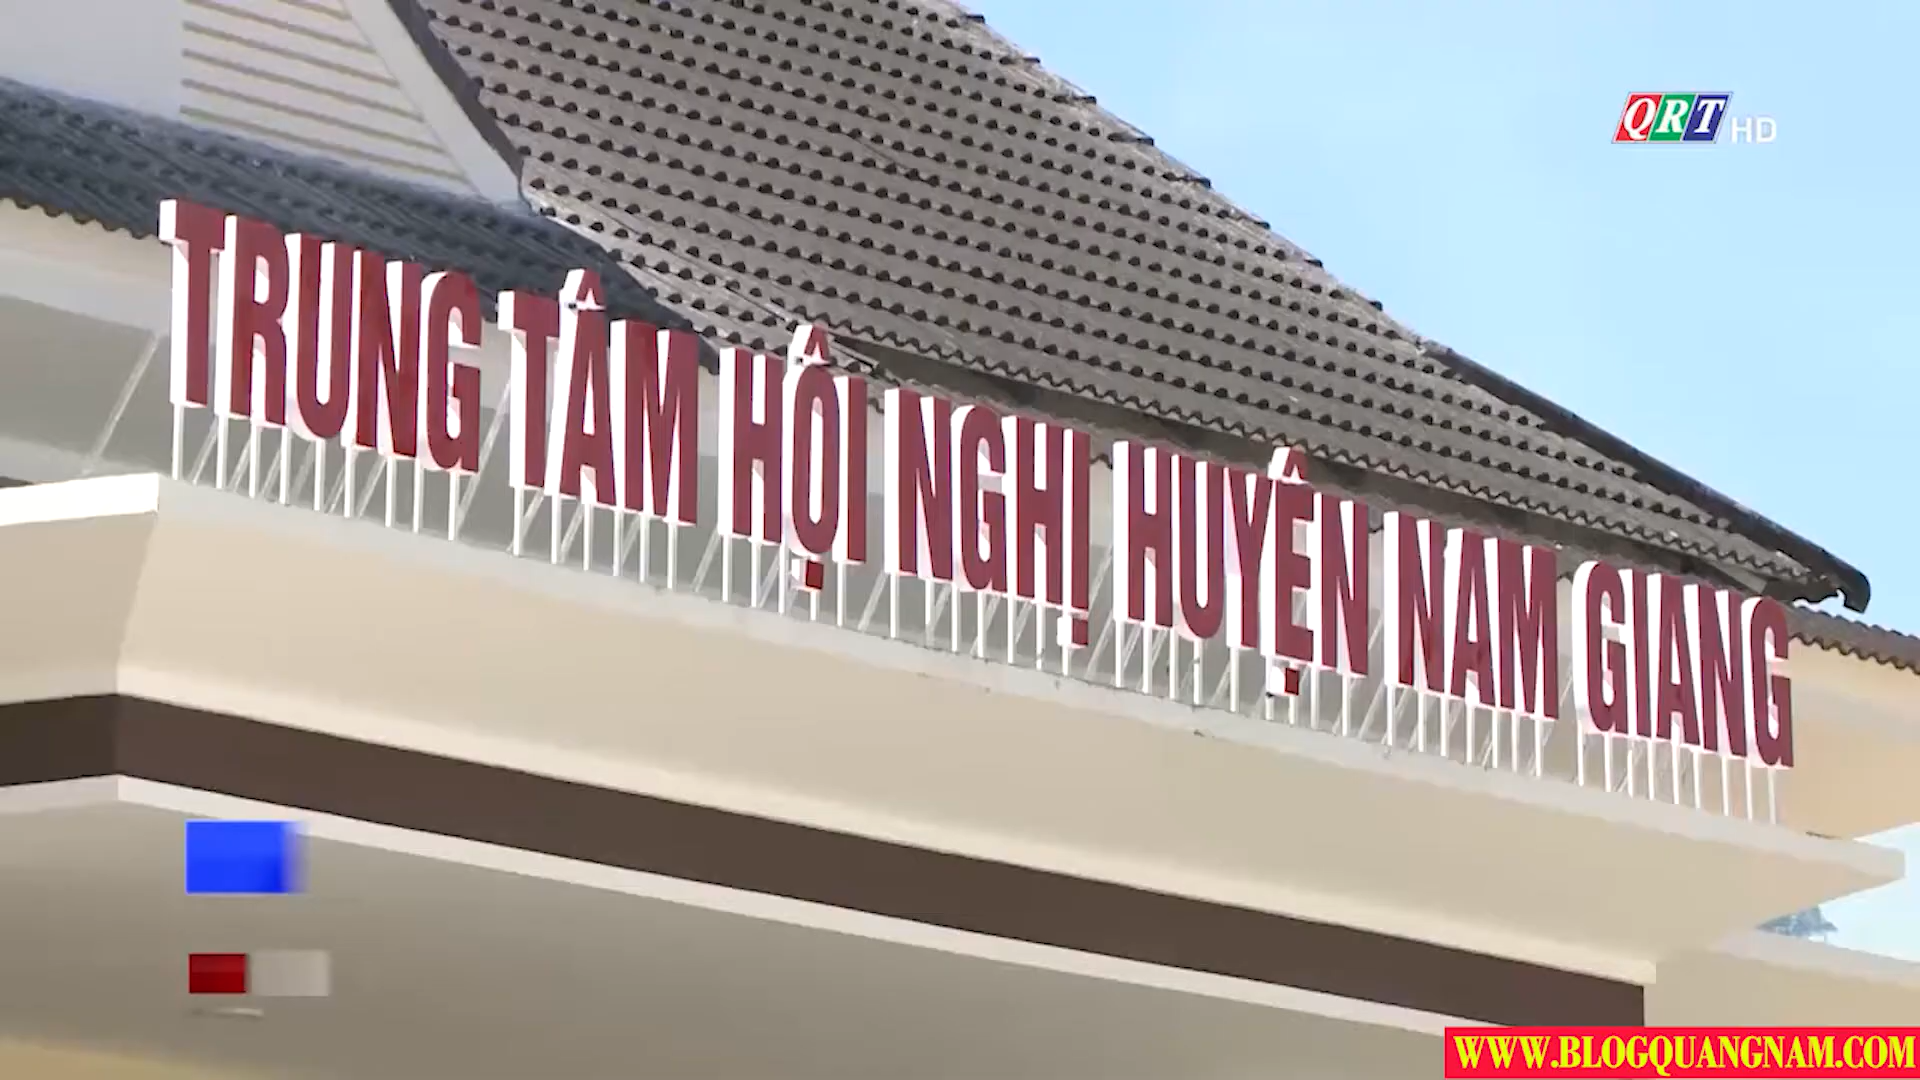 QRT HD
TRUNG TÂM HỘI NGHỊ HUYỆN NAM GIANG
WWW.BLOGQUANGNAM.COM